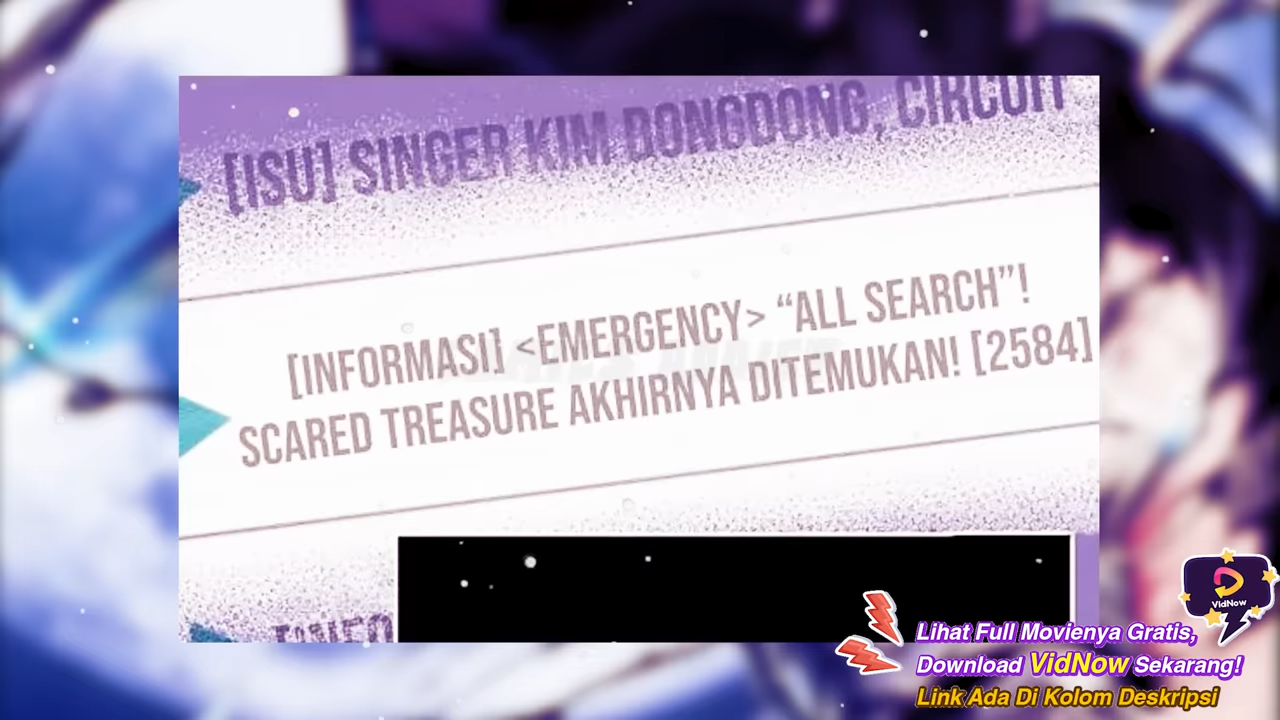 [ISU] SINGER KIM DONGDONG, CIRCUIT
[INFORMASI] <EMERGENCY> “ALL SEARCH”!
SCARED TREASURE AKHIRNYA DITEMUKAN! [2584]
[INFO
VidNow
Lihat Full Movienya Gratis,
Download VidNow Sekarang!
Link Ada Di Kolom Deskripsi